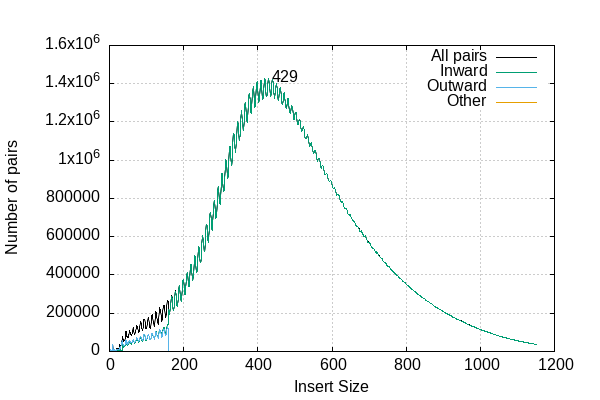 Number of pairs
1.6x10⁶
1.4x10⁶
1.2x10⁶
1x10⁶
800000
600000
400000
200000
0
All pairs
Inward
Outward
Other
429
0 200 400 600 800 1000 1200
Insert Size